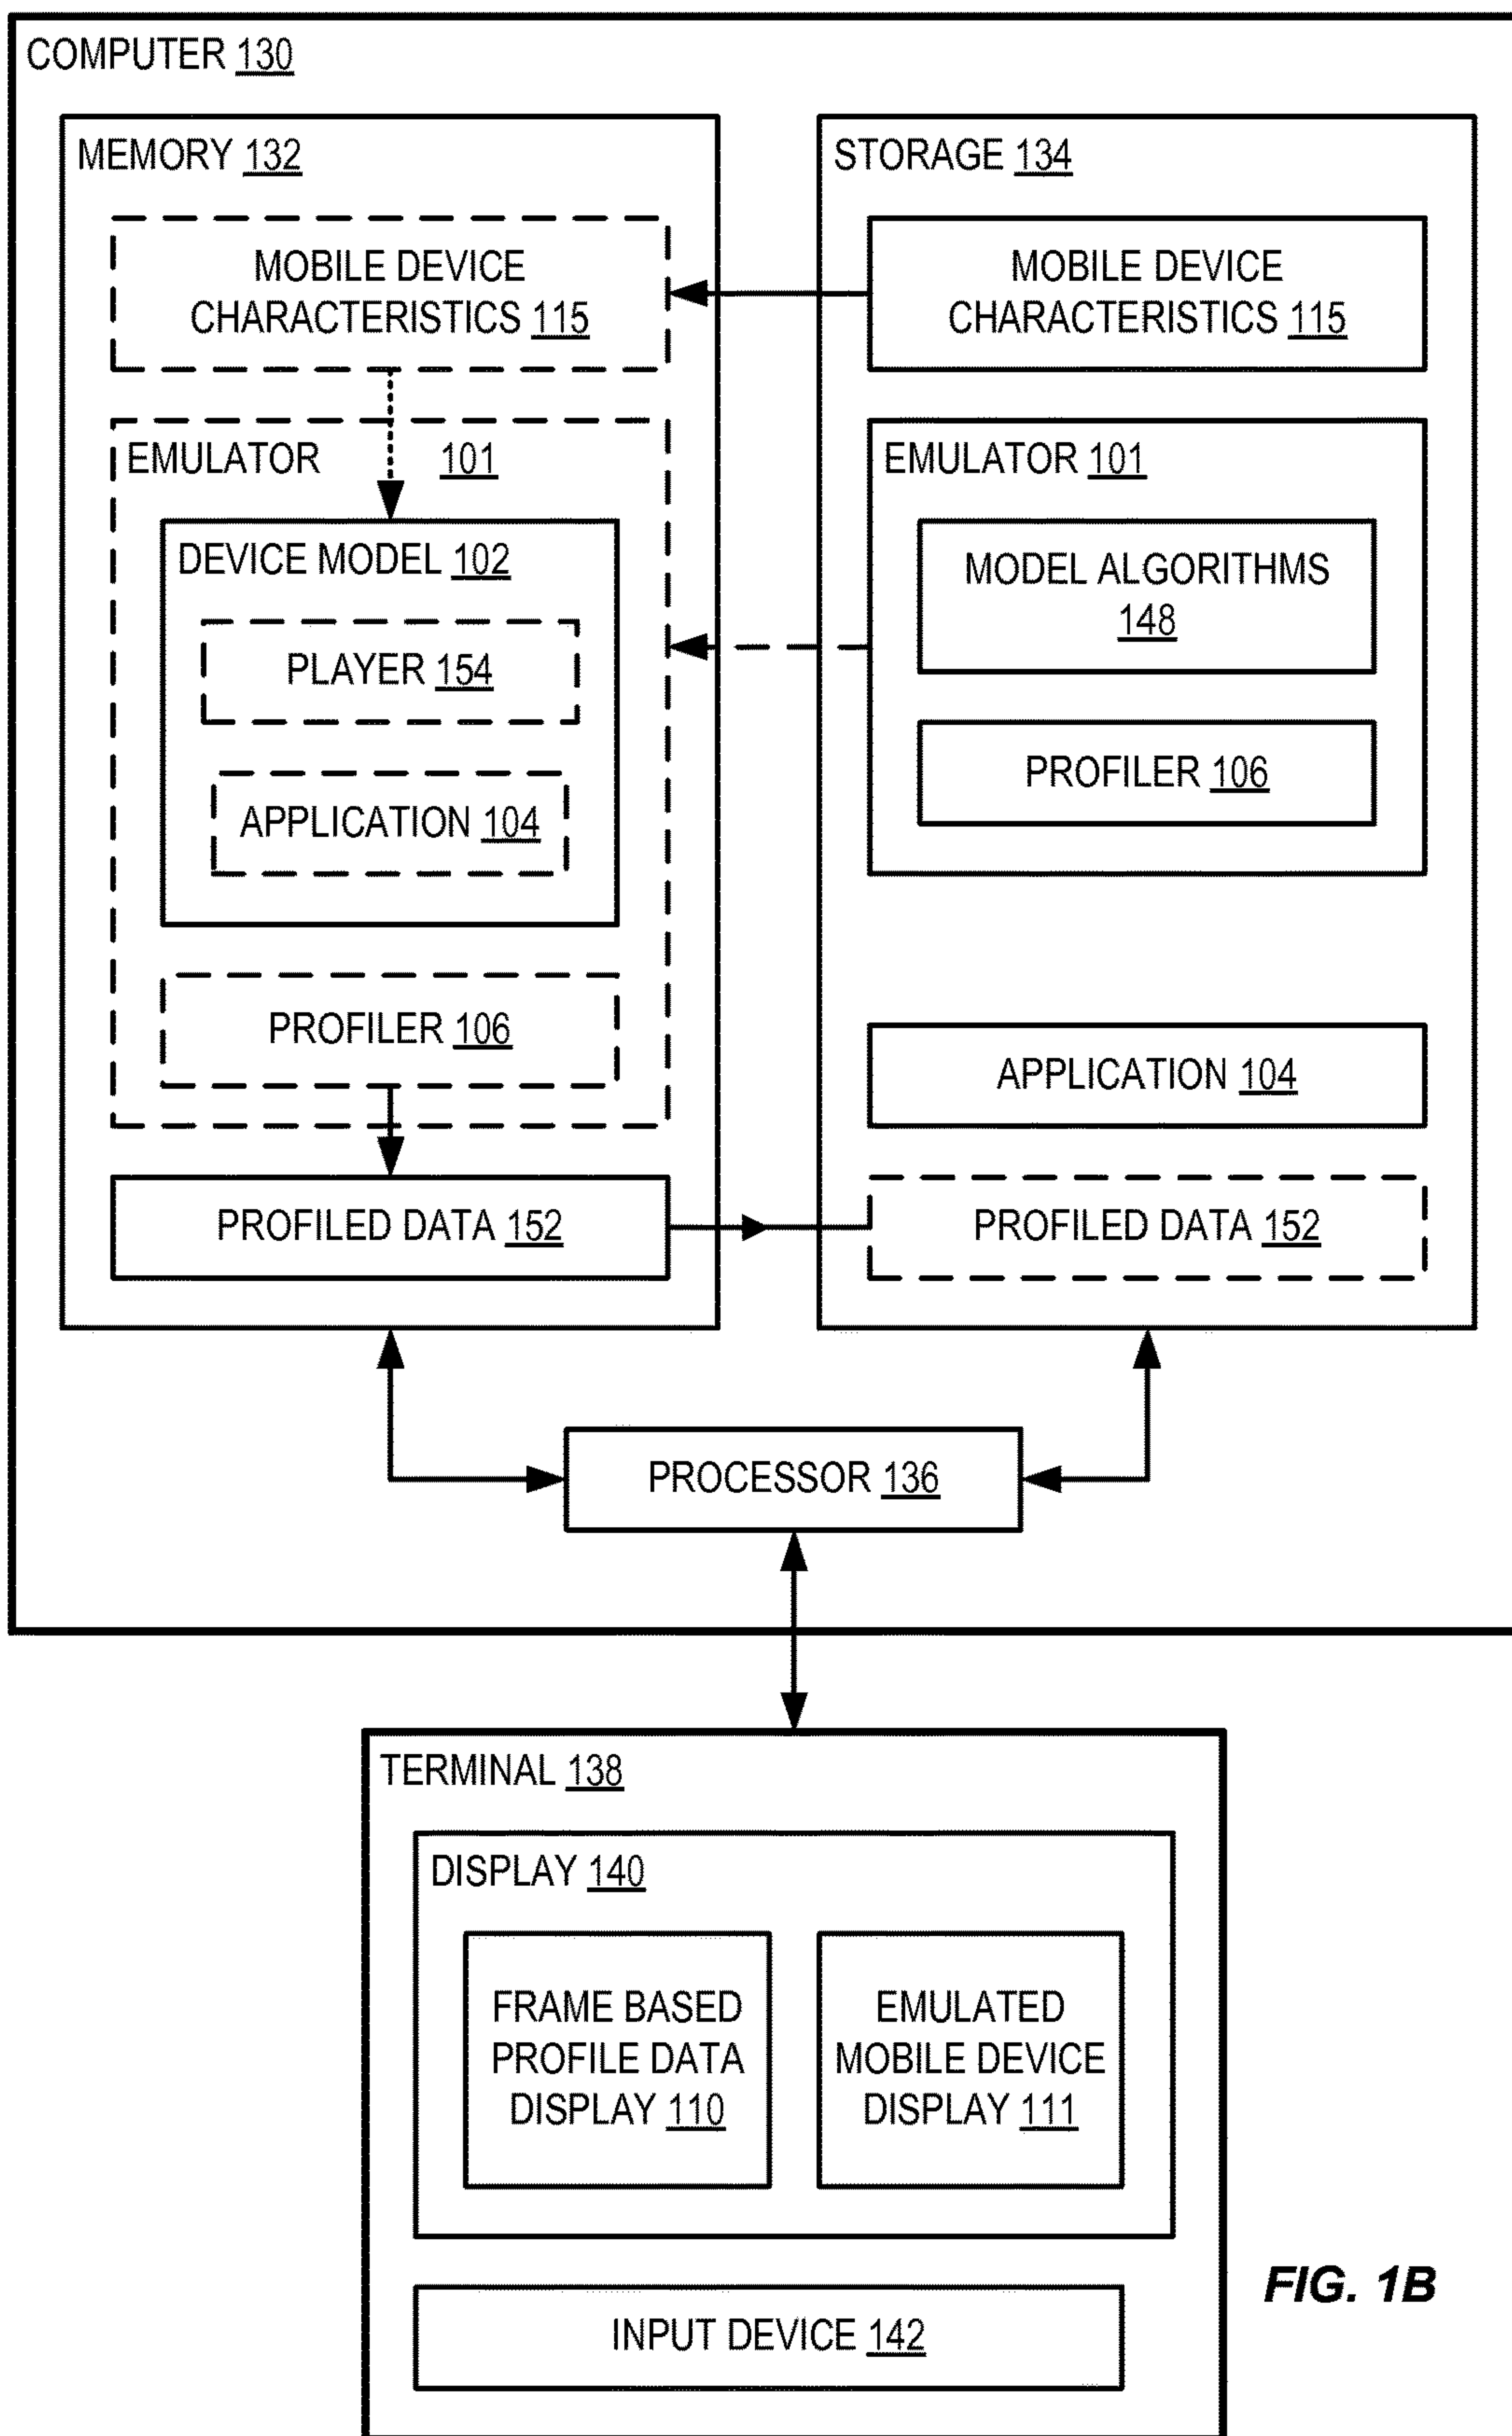 COMPUTER 130
MEMORY 132
MOBILE DEVICE
CHARACTERISTICS 115
EMULATOR 101
DEVICE MODEL 102
PLAYER 154
APPLICATION 104
PROFILER 106
PROFILED DATA 152
STORAGE 134
MOBILE DEVICE
CHARACTERISTICS 115
EMULATOR 101
MODEL ALGORITHMS
148
PROFILER 106
APPLICATION 104
PROFILED DATA 152
PROCESSOR 136
TERMINAL 138
DISPLAY 140
FRAME BASED
PROFILE DATA
DISPLAY 110
EMULATED
MOBILE DEVICE
DISPLAY 111
INPUT DEVICE 142
FIG. 1B